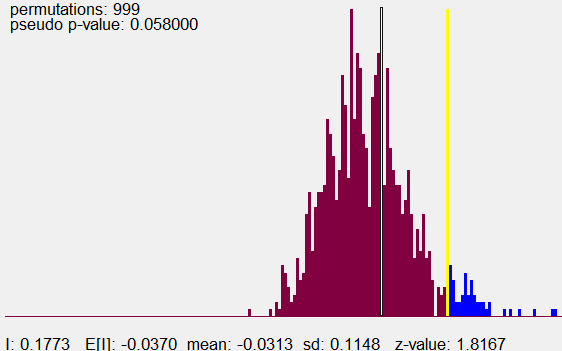 permutations: 999
pseudo p-value: 0.058000
I: 0.1773 E[I]: -0.0370 mean: -0.0313 sd: 0.1148 z-value: 1.8167